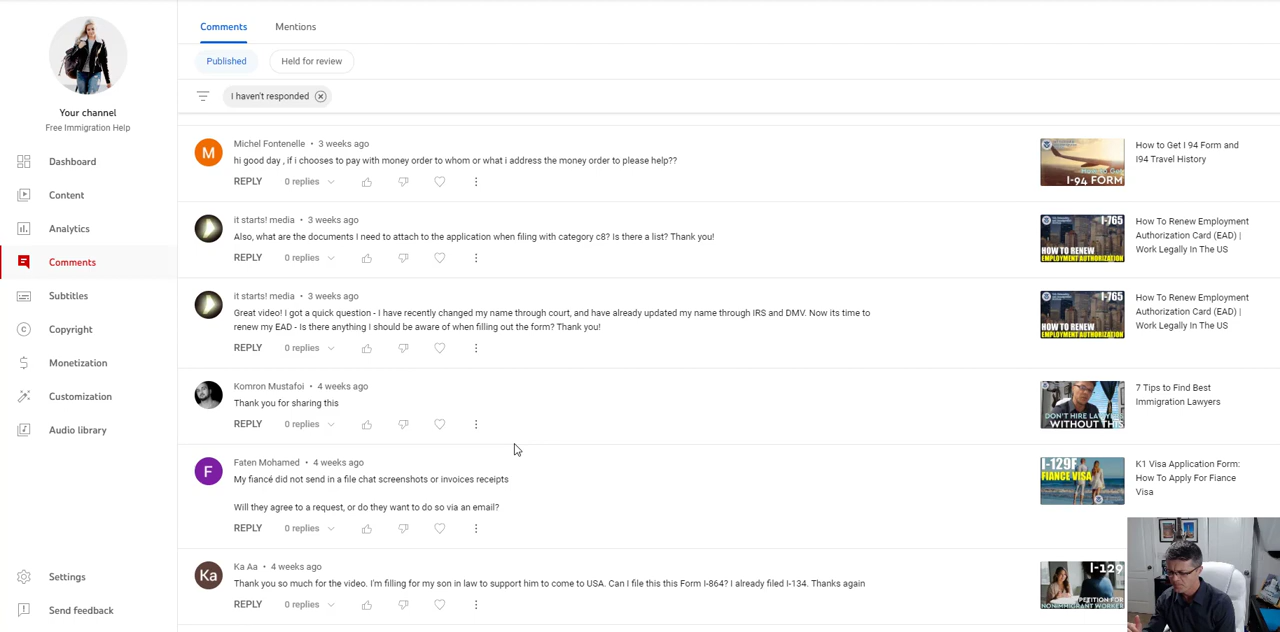 Comments
Mentions
Published
Held for review
I haven't responded
Your channel
Free Immigration Help
Dashboard
Content
Analytics
Comments
Subtitles
Copyright
Monetization
Customization
Audio library
Settings
Send feedback
M
Michel Fontenelle • 3 weeks ago
hi good day , if i chooses to pay with money order to whom or what i address the money order to please help??
REPLY 0 replies
I-94 FORM
How to Get I 94 Form and
I94 Travel History
it starts! media • 3 weeks ago
Also, what are the documents I need to attach to the application when filing with category c8? Is there a list? Thank you!
REPLY 0 replies
I-765
HOW TO RENEW
EMPLOYMENT AUTHORIZATION
How To Renew Employment
Authorization Card (EAD) |
Work Legally In The US
it starts! media • 3 weeks ago
Great video! I got a quick question - I have recently changed my name through court, and have already updated my name through IRS and DMV. Now its time to
renew my EAD - Is there anything I should be aware of when filling out the form? Thank you!
REPLY 0 replies
I-765
HOW TO RENEW
EMPLOYMENT AUTHORIZATION
How To Renew Employment
Authorization Card (EAD) |
Work Legally In The US
Komron Mustafoi • 4 weeks ago
Thank you for sharing this
REPLY 0 replies
DON'T HIRE LAWYERS
WITHOUT THIS
7 Tips to Find Best
Immigration Lawyers
F
Faten Mohamed • 4 weeks ago
My fiancé did not send in a file chat screenshots or invoices receipts
Will they agree to a request, or do they want to do so via an email?
REPLY 0 replies
I-129F
FIANCE VISA
K1 Visa Application Form:
How To Apply For Fiance
Visa
Ka
Ka Aa • 4 weeks ago
Thank you so much for the video. I'm filing for my son in law to support him to come to USA. Can I file this this Form I-864? I already filed I-134. Thanks again
REPLY 0 replies
I-129
PETITION FOR
NONIMMIGRANT WORKER